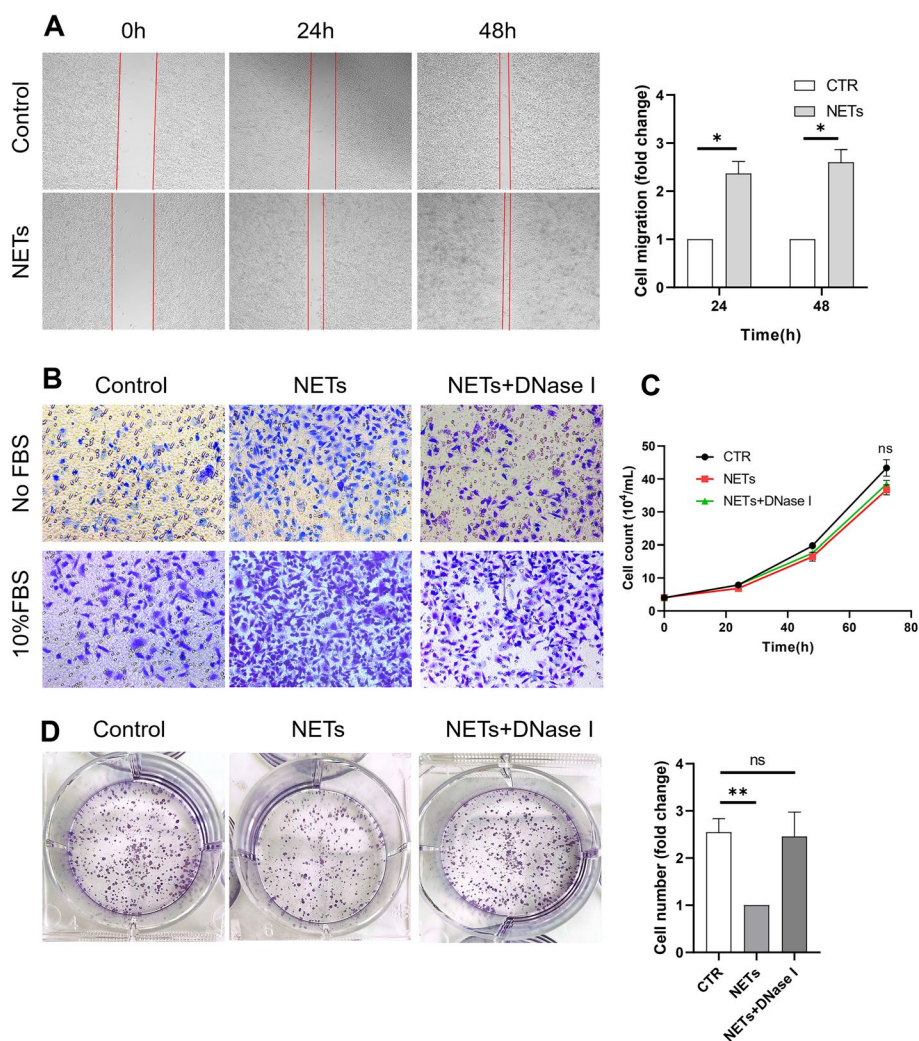 A
0h
24h
48h
Control
NETs
CTR
NETs
*
*
Cell migration (fold change)
4
3
2
1
0
24
48
Time(h)
B
Control
NETs
NETs+DNase I
No FBS
10%FBS
C
CTR
NETs
NETs+DNase I
ns
Cell count (10⁴/mL)
50
40
30
20
10
0
0
20
40
60
80
Time(h)
D
Control
NETs
NETs+DNase I
ns
**
Cell number (fold change)
4
3
2
1
0
CTR
NETs
NETs+DNase I